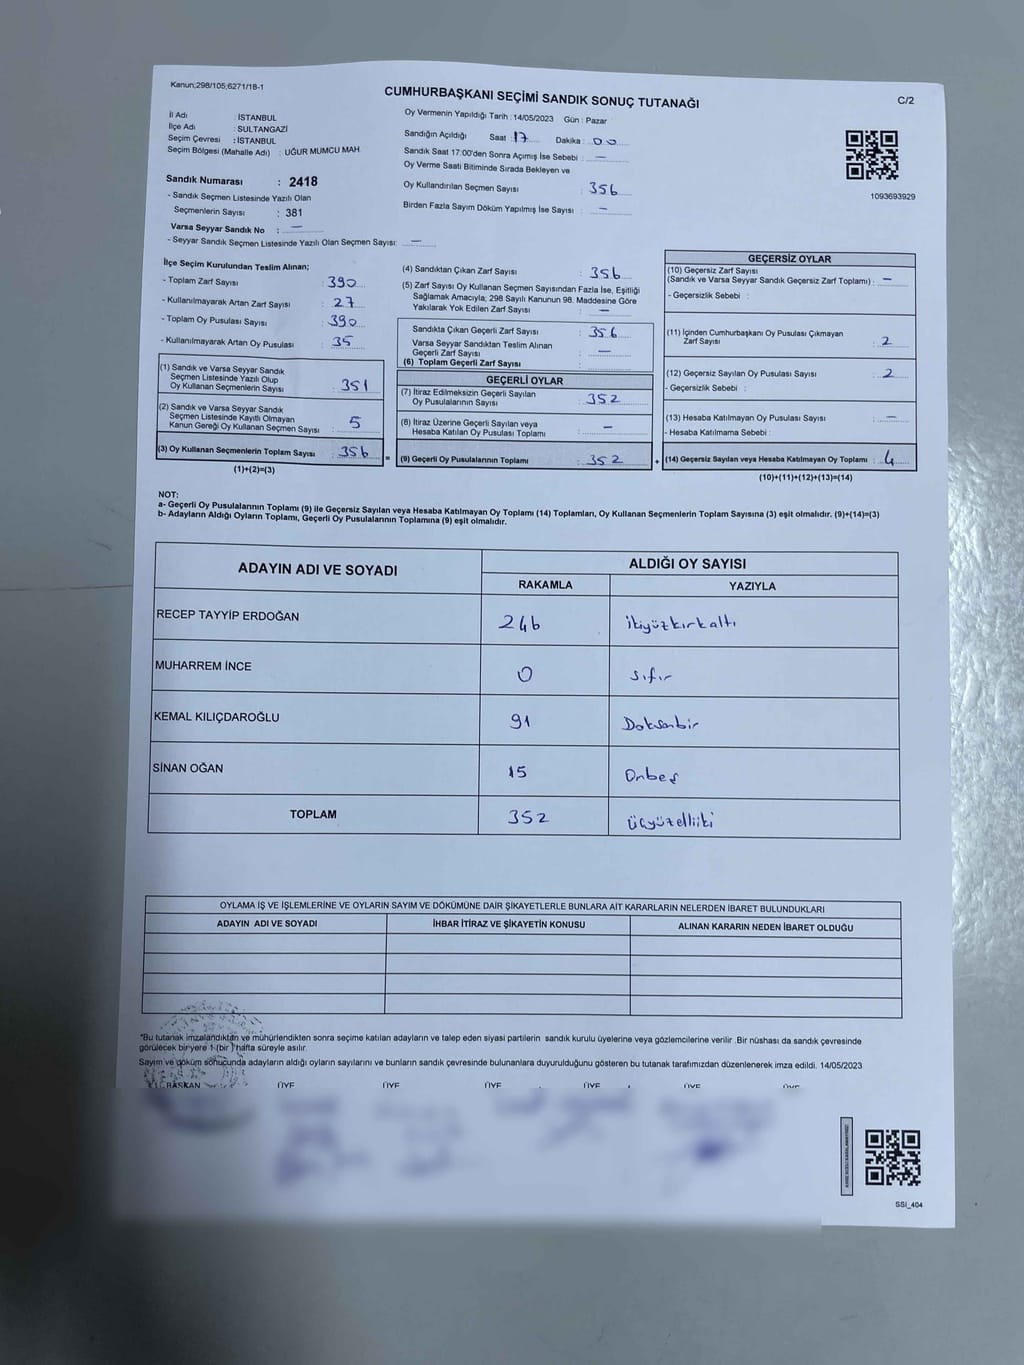 Kanun;298/105;6271/18-1
CUMHURBAŞKANI SEÇİMİ SANDIK SONUÇ TUTANAĞI
C/2
İl Adı : İSTANBUL
İlçe Adı : SULTANGAZİ
Seçim Çevresi : İSTANBUL
Seçim Bölgesi (Mahalle Adı) : UĞUR MUMCU MAH.
Sandık Numarası : 2418
- Sandık Seçmen Listesinde Yazılı Olan
Seçmenlerin Sayısı : 381
Varsa Seyyar Sandık No : —
- Seyyar Sandık Seçmen Listesinde Yazılı Olan Seçmen Sayısı: —
Oy Vermenin Yapıldığı Tarih : 14/05/2023 Gün : Pazar
Sandığın Açıldığı Saat : 17 Dakika : 00
Sandık Saat 17:00'den Sonra Açımış İse Sebebi : —
Oy Verme Saati Bitiminde Sırada Bekleyen ve
Oy Kullandırılan Seçmen Sayısı : 356
Birden Fazla Sayım Döküm Yapılmış İse Sayısı : —
1093693929
İlçe Seçim Kurulundan Teslim Alınan;
- Toplam Zarf Sayısı : 390
- Kullanılmayarak Artan Zarf Sayısı : 27
- Toplam Oy Pusulası Sayısı : 390
- Kullanılmayarak Artan Oy Pusulası : 35
(1) Sandık ve Varsa Seyyar Sandık
Seçmen Listesinde Yazılı Olup
Oy Kullanan Seçmenlerin Sayısı : 351
(2) Sandık ve Varsa Seyyar Sandık
Seçmen Listesinde Kayıtlı Olmayan
Kanun Gereği Oy Kullanan Seçmen Sayısı : 5
(3) Oy Kullanan Seçmenlerin Toplam Sayısı : 356
(1)+(2)=(3)
(4) Sandıktan Çıkan Zarf Sayısı : 356
(5) Zarf Sayısı Oy Kullanan Seçmen Sayısından Fazla İse, Eşitliği
Sağlamak Amacıyla; 298 Sayılı Kanunun 98. Maddesine Göre
Yakılarak Yok Edilen Zarf Sayısı : —
Sandıkta Çıkan Geçerli Zarf Sayısı : 356
Varsa Seyyar Sandıktan Teslim Alınan
Geçerli Zarf Sayısı : —
(6) Toplam Geçerli Zarf Sayısı :
GEÇERLİ OYLAR
(7) İtiraz Edilmeksizin Geçerli Sayılan
Oy Pusulalarının Sayısı : 352
(8) İtiraz Üzerine Geçerli Sayılan veya
Hesaba Katılan Oy Pusulası Toplamı : —
= (9) Geçerli Oy Pusulalarının Toplamı : 352
GEÇERSİZ OYLAR
(10) Geçersiz Zarf Sayısı
(Sandık ve Varsa Seyyar Sandık Geçersiz Zarf Toplamı) : —
- Geçersizlik Sebebi :
(11) İçinden Cumhurbaşkanı Oy Pusulası Çıkmayan
Zarf Sayısı : 2
(12) Geçersiz Sayılan Oy Pusulası Sayısı : 2
- Geçersizlik Sebebi :
(13) Hesaba Katılmayan Oy Pusulası Sayısı : —
- Hesaba Katılmama Sebebi :
+ (14) Geçersiz Sayılan veya Hesaba Katılmayan Oy Toplamı : 4
(10)+(11)+(12)+(13)=(14)
NOT:
a- Geçerli Oy Pusulalarının Toplamı (9) ile Geçersiz Sayılan veya Hesaba Katılmayan Oy Toplamı (14) Toplamları, Oy Kullanan Seçmenlerin Toplam Sayısına (3) eşit olmalıdır. (9)+(14)=(3)
b- Adayların Aldığı Oyların Toplamı, Geçerli Oy Pusulalarının Toplamına (9) eşit olmalıdır.
ADAYIN ADI VE SOYADI ALDIĞI OY SAYISI
RAKAMLA YAZIYLA
RECEP TAYYİP ERDOĞAN 246 ikiyüzkırkaltı
MUHARREM İNCE 0 sıfır
KEMAL KILIÇDAROĞLU 91 Doksanbir
SİNAN OĞAN 15 Onbeş
TOPLAM 352 üçyüzelliiki
OYLAMA İŞ VE İŞLEMLERİNE VE OYLARIN SAYIM VE DÖKÜMÜNE DAİR ŞİKAYETLERLE BUNLARA AİT KARARLARIN NELERDEN İBARET BULUNDUKLARI
ADAYIN ADI VE SOYADI İHBAR İTİRAZ VE ŞİKAYETİN KONUSU ALINAN KARARIN NEDEN İBARET OLDUĞU
*Bu tutanak imzalandıktan ve mühürlendikten sonra seçime katılan adayların ve talep eden siyasi partilerin sandık kurulu üyelerine veya gözlemcilerine verilir .Bir nüshası da sandık çevresinde
görülecek bir yere 1 (bir ) hafta süreyle asılır.
Sayım ve döküm sonucunda adayların aldığı oyların sayılarını ve bunların sandık çevresinde bulunanlara duyurulduğunu gösteren bu tutanak tarafımızdan düzenlenerek imza edildi. 14/05/2023
BAŞKAN ÜYE ÜYE ÜYE ÜYE ÜYE ÜYE
SSİ_404